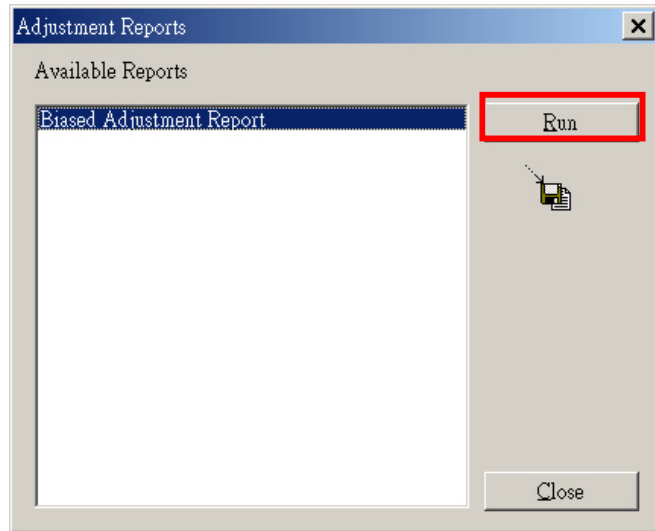 Adjustment Reports
Available Reports
Biased Adjustment Report
Run
Close